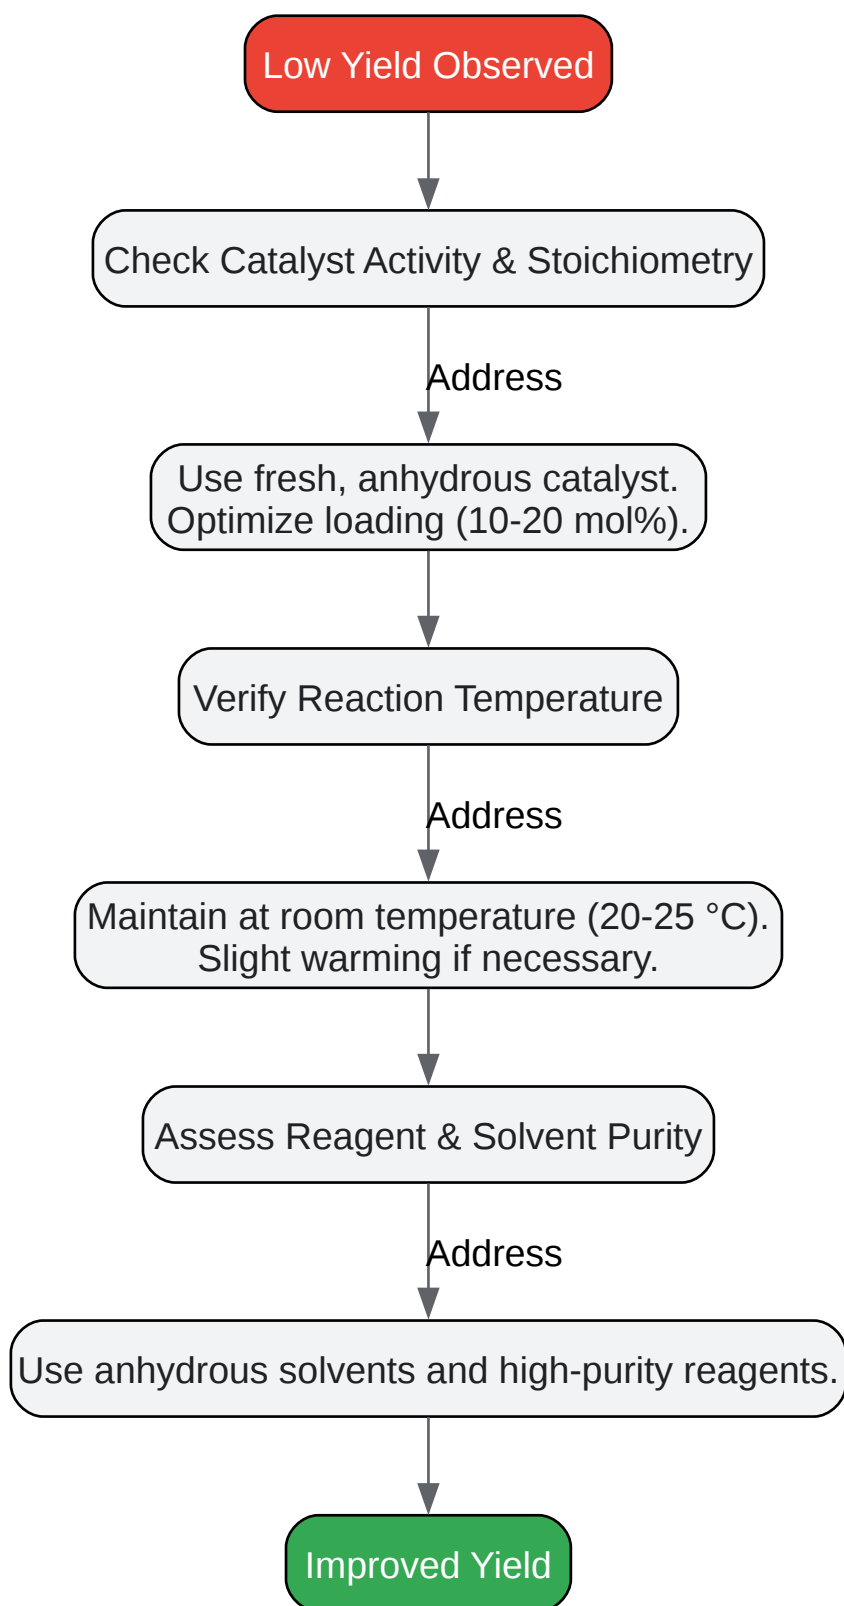 Low Yield Observed
Check Catalyst Activity & Stoichiometry
Address
Use fresh, anhydrous catalyst.
Optimize loading (10-20 mol%).
Verify Reaction Temperature
Address
Maintain at room temperature (20-25 °C).
Slight warming if necessary.
Assess Reagent & Solvent Purity
Address
Use anhydrous solvents and high-purity reagents.
Improved Yield